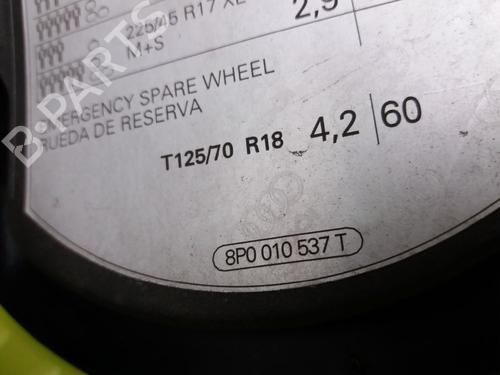 225/45 R17 XL 2,9
M+S
EMERGENCY SPARE WHEEL
RUEDA DE RESERVA
T125/70 R18 4,2 60
8P0 010 537 T
B-PARTS